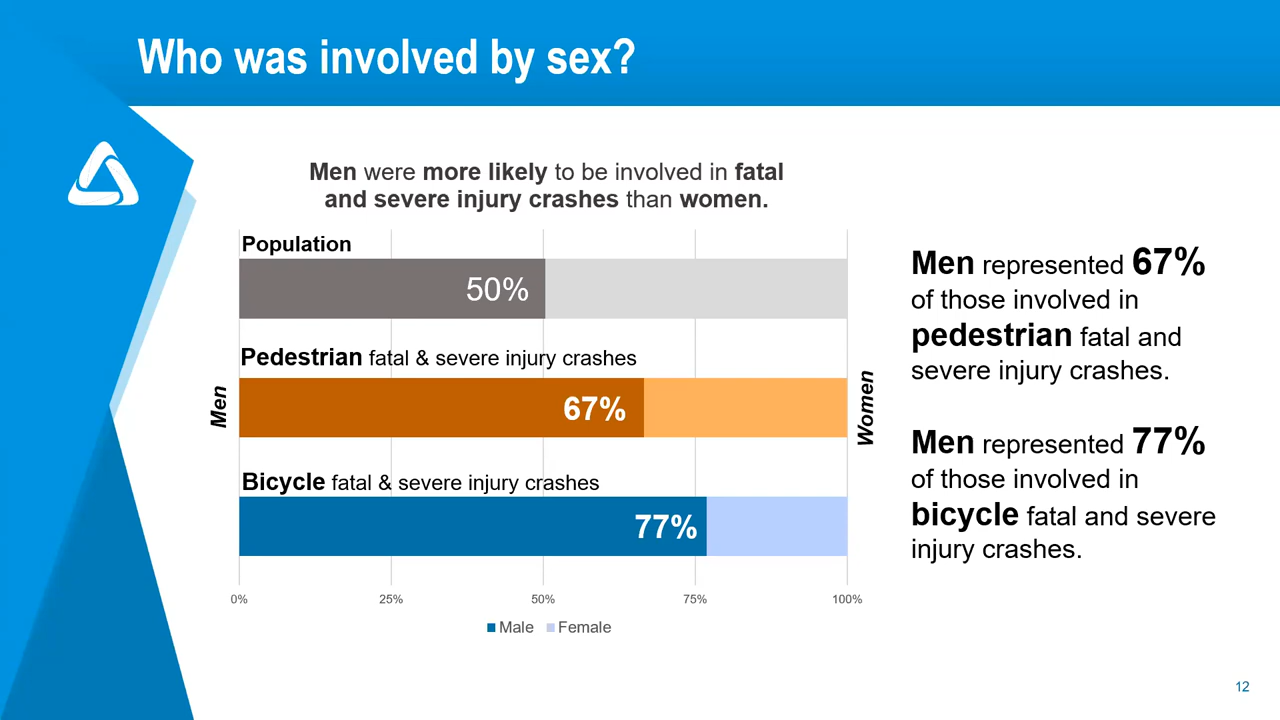 Who was involved by sex?
Men were more likely to be involved in fatal
and severe injury crashes than women.
Population
50%
Pedestrian fatal & severe injury crashes
67%
Bicycle fatal & severe injury crashes
77%
Men
Women
0% 25% 50% 75% 100%
Male Female
Men represented 67%
of those involved in
pedestrian fatal and
severe injury crashes.
Men represented 77%
of those involved in
bicycle fatal and severe
injury crashes.
12